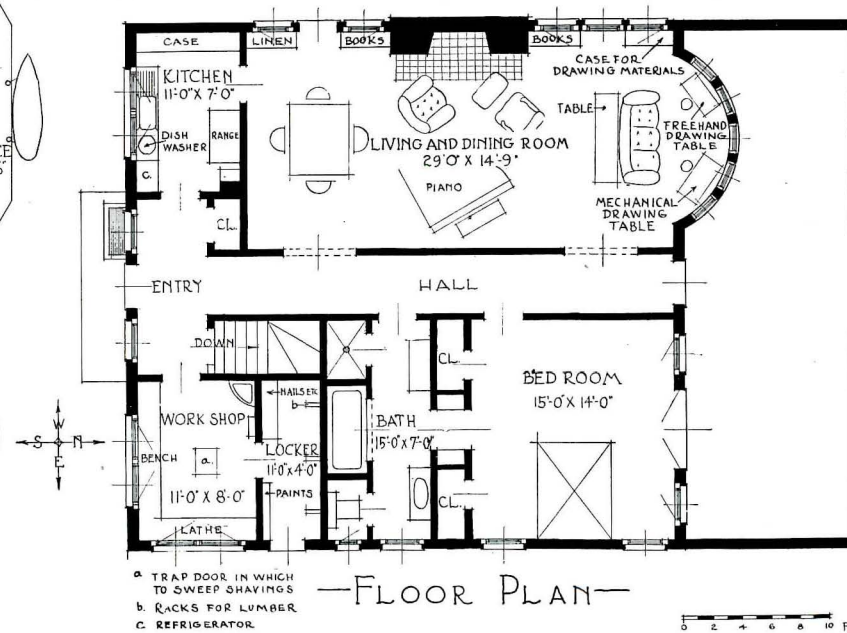 CASE
LINEN
BOOKS
BOOKS
CASE FOR
DRAWING MATERIALS
KITCHEN
11'-0" X 7'-0"
DISH
WASHER
RANGE
C.
TABLE
FREEHAND
DRAWING
TABLE
LIVING AND DINING ROOM
29'0" X 14'-9"
PIANO
MECHANICAL
DRAWING
TABLE
CL.
ENTRY
HALL
DOWN
CL.
BED ROOM
15'-0" X 14'-0"
NAILS ETC
b
WORK SHOP
BATH
15'-0" X 7'-0"
LOCKER
11'-0" X 4'-0"
W
S N
E
BENCH
a.
11'-0" X 8'-0"
PAINTS
CL.
LATHE
a TRAP DOOR IN WHICH
TO SWEEP SHAVINGS
b. RACKS FOR LUMBER
C REFRIGERATOR
FLOOR PLAN
0 2 4 6 8 10 F